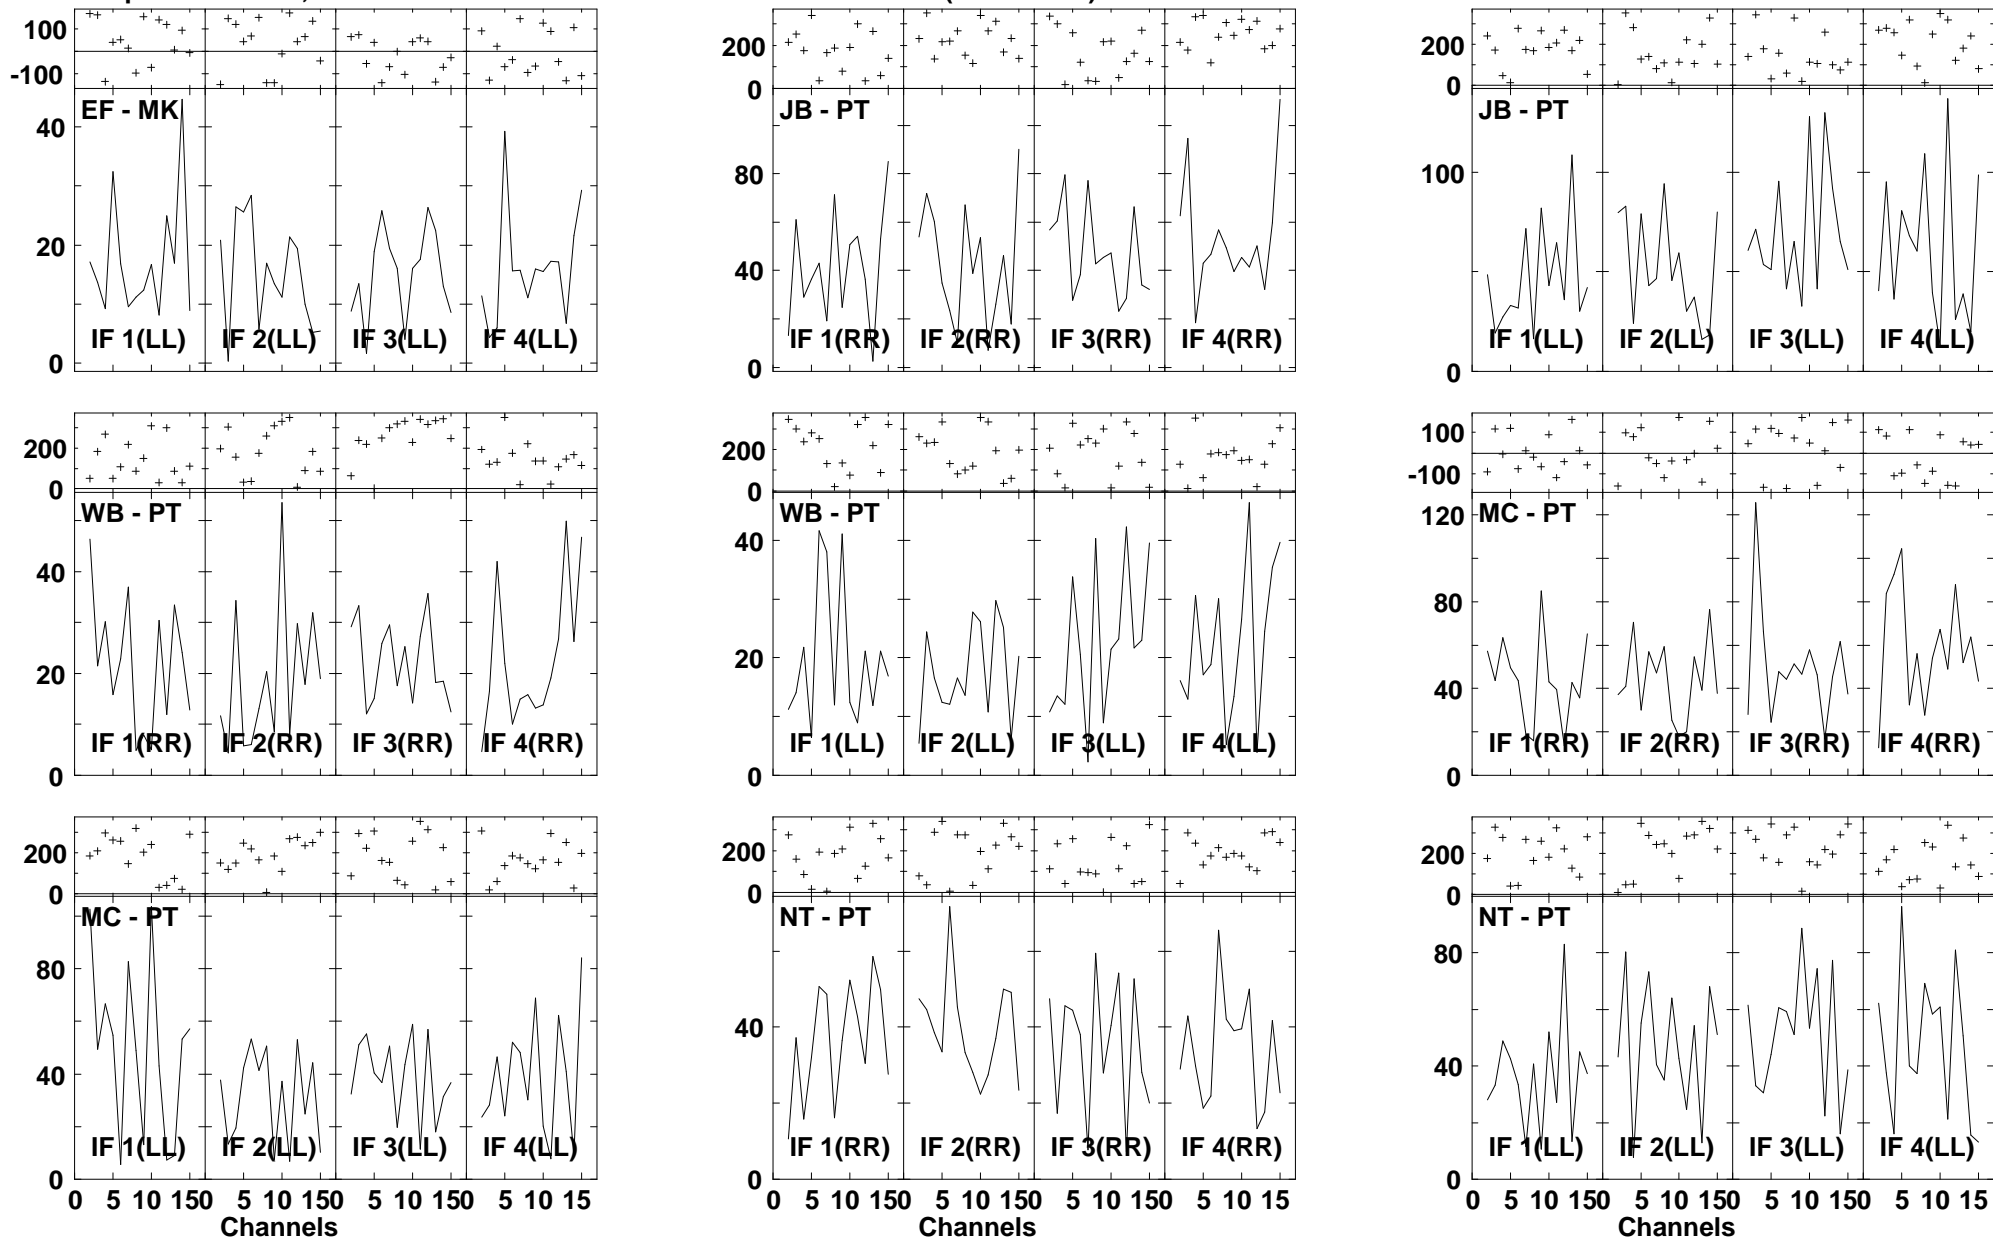 100
-100
EF - MK
40
20
0
IF 1(LL) IF 2(LL) IF 3(LL) IF 4(LL)
200
0
JB - PT
80
40
0
IF 1(RR) IF 2(RR) IF 3(RR) IF 4(RR)
200
0
JB - PT
100
0
IF 1(LL) IF 2(LL) IF 3(LL) IF 4(LL)
200
0
WB - PT
40
20
0
IF 1(RR) IF 2(RR) IF 3(RR) IF 4(RR)
200
0
WB - PT
40
20
0
IF 1(LL) IF 2(LL) IF 3(LL) IF 4(LL)
100
-100
MC - PT
120
80
40
0
IF 1(RR) IF 2(RR) IF 3(RR) IF 4(RR)
200
0
MC - PT
80
40
0
IF 1(LL) IF 2(LL) IF 3(LL) IF 4(LL)
0 5 10 150 5 10 150 5 10 150 5 10 15
Channels
200
0
NT - PT
40
0
IF 1(RR) IF 2(RR) IF 3(RR) IF 4(RR)
0 5 10 150 5 10 150 5 10 150 5 10 15
Channels
200
0
NT - PT
80
40
0
IF 1(LL) IF 2(LL) IF 3(LL) IF 4(LL)
0 5 10 150 5 10 150 5 10 150 5 10 15
Channels